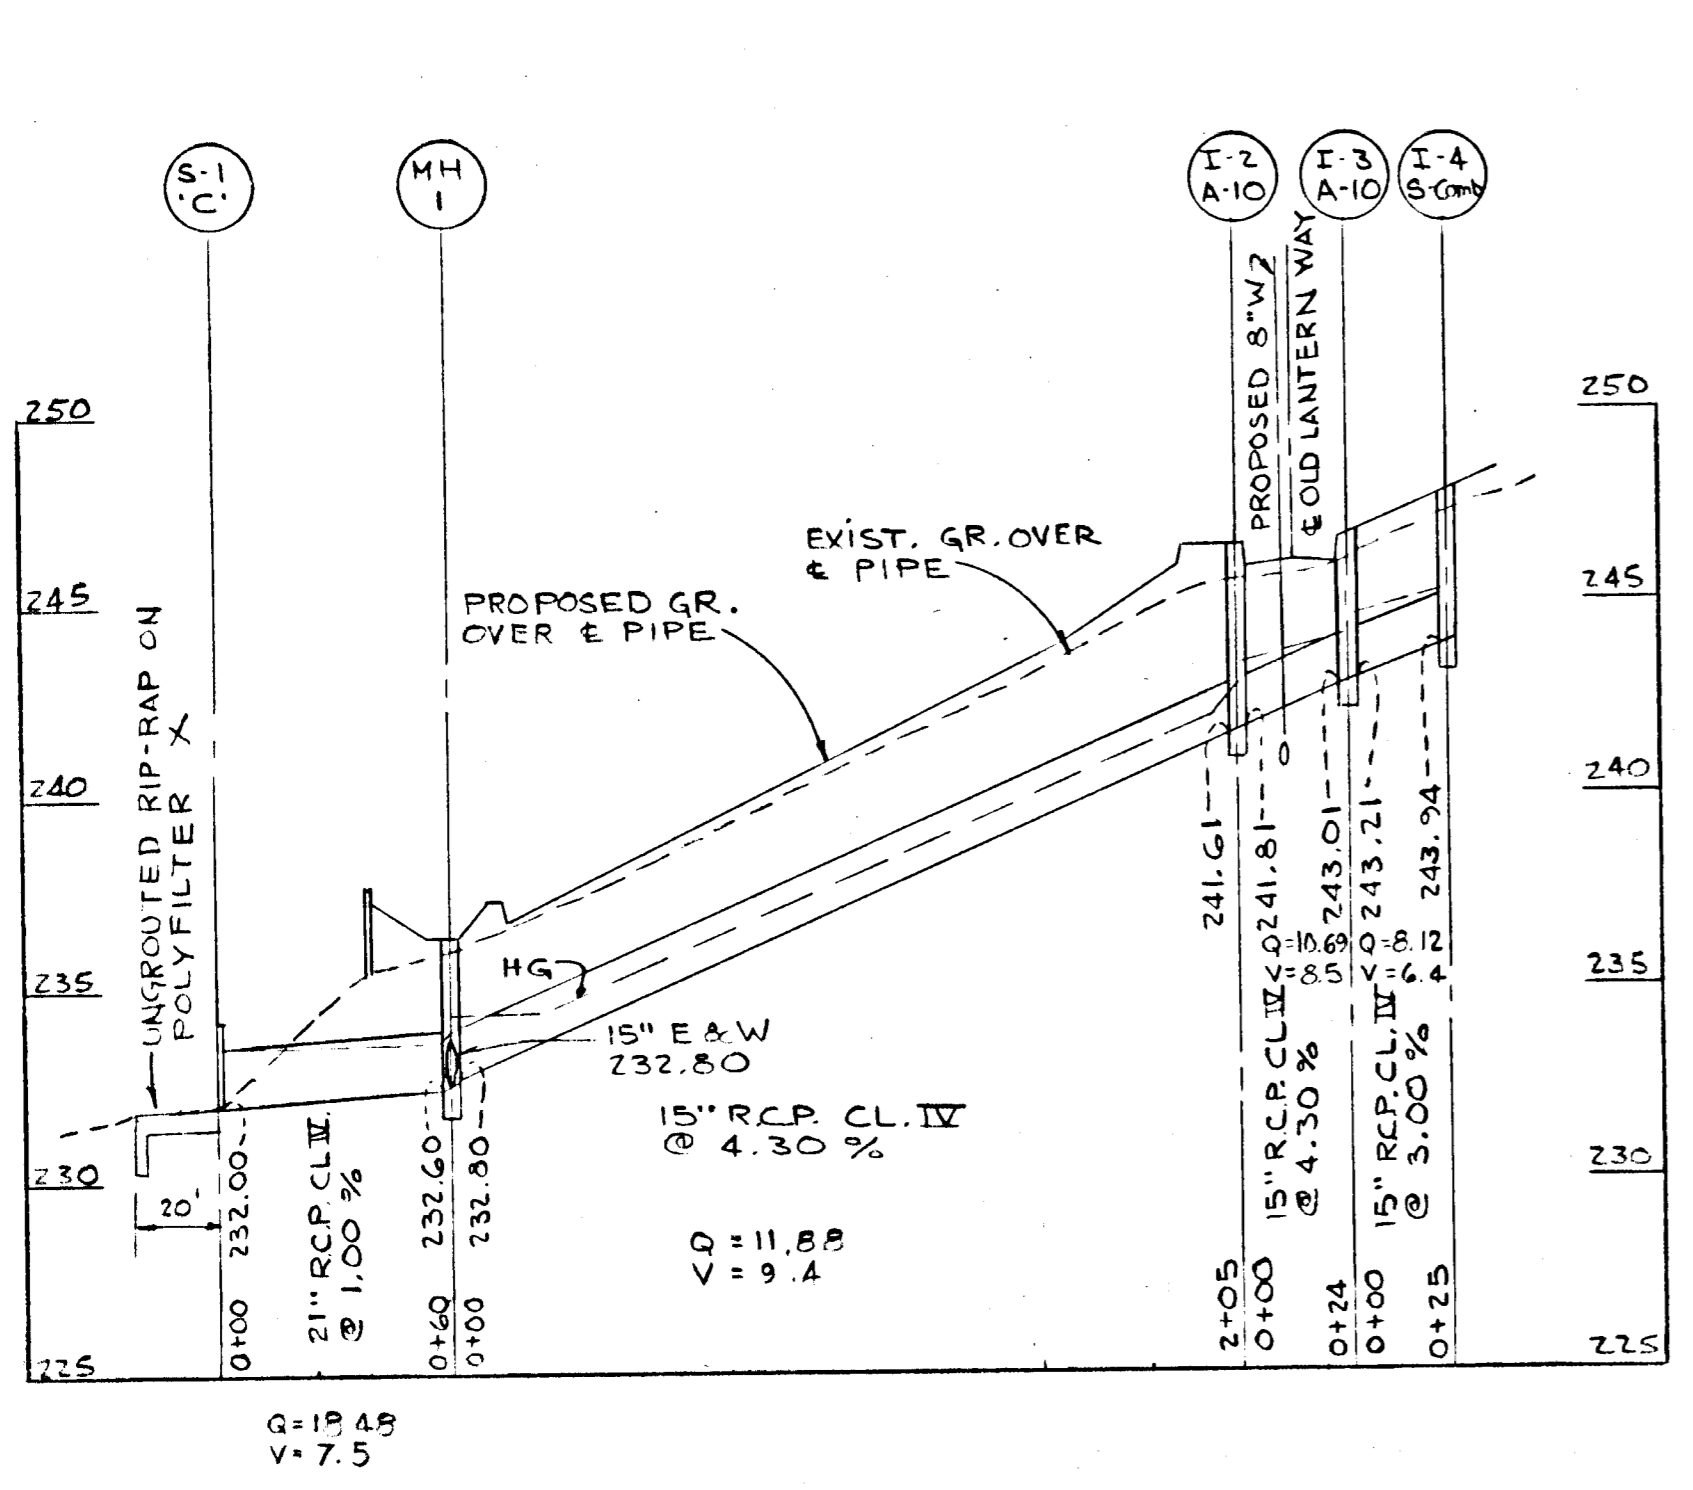 S-1
'C'
MH
1
I-2
A-10
I-3
A-10
I-4
S-Comb
PROPOSED 8"W
℄ OLD LANTERN WAY
250
245
240
235
230
225
250
245
240
235
230
225
UNGROUTED RIP-RAP ON
POLYFILTER X
EXIST. GR. OVER
℄ PIPE
PROPOSED GR.
OVER ℄ PIPE
HG
15" E & W
232.80
15" R.C.P. CL. IV
@ 4.30 %
Q = 11.88
V = 9.4
20'
232.00
0+00
21" R.C.P. CL IV
@ 1.00 %
232.60
0+60
232.80
0+00
241.61
2+05
241.81
0+00
Q=10.69
V=8.5
15" R.C.P. CL IV
@ 4.30 %
243.01
0+24
243.21
0+00
Q=8.12
V=6.4
15" R.C.P. CL. IV
@ 3.00 %
243.94
0+25
Q=18 48
V= 7.5